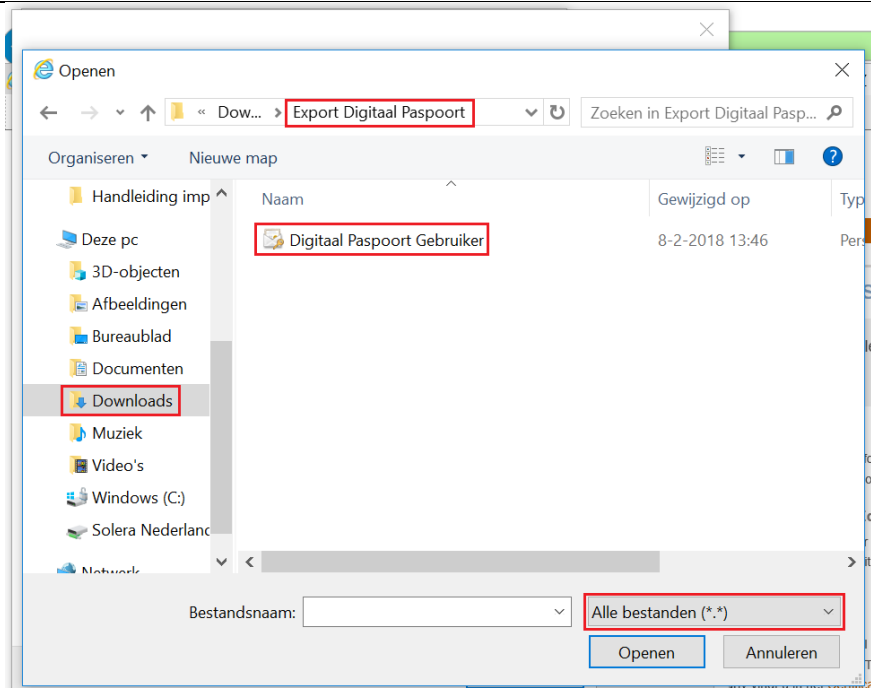 Openen
« Dow... > Export Digitaal Paspoort
Zoeken in Export Digitaal Pasp...
Organiseren
Nieuwe map
Handleiding imp
Naam
Gewijzigd op
Typ
Deze pc
Digitaal Paspoort Gebruiker
8-2-2018 13:46
Pers
3D-objecten
Afbeeldingen
Bureaublad
Documenten
Downloads
Muziek
Video's
Windows (C:)
Solera Nederland
Netwerk
Bestandsnaam:
Alle bestanden (*.*)
Openen
Annuleren